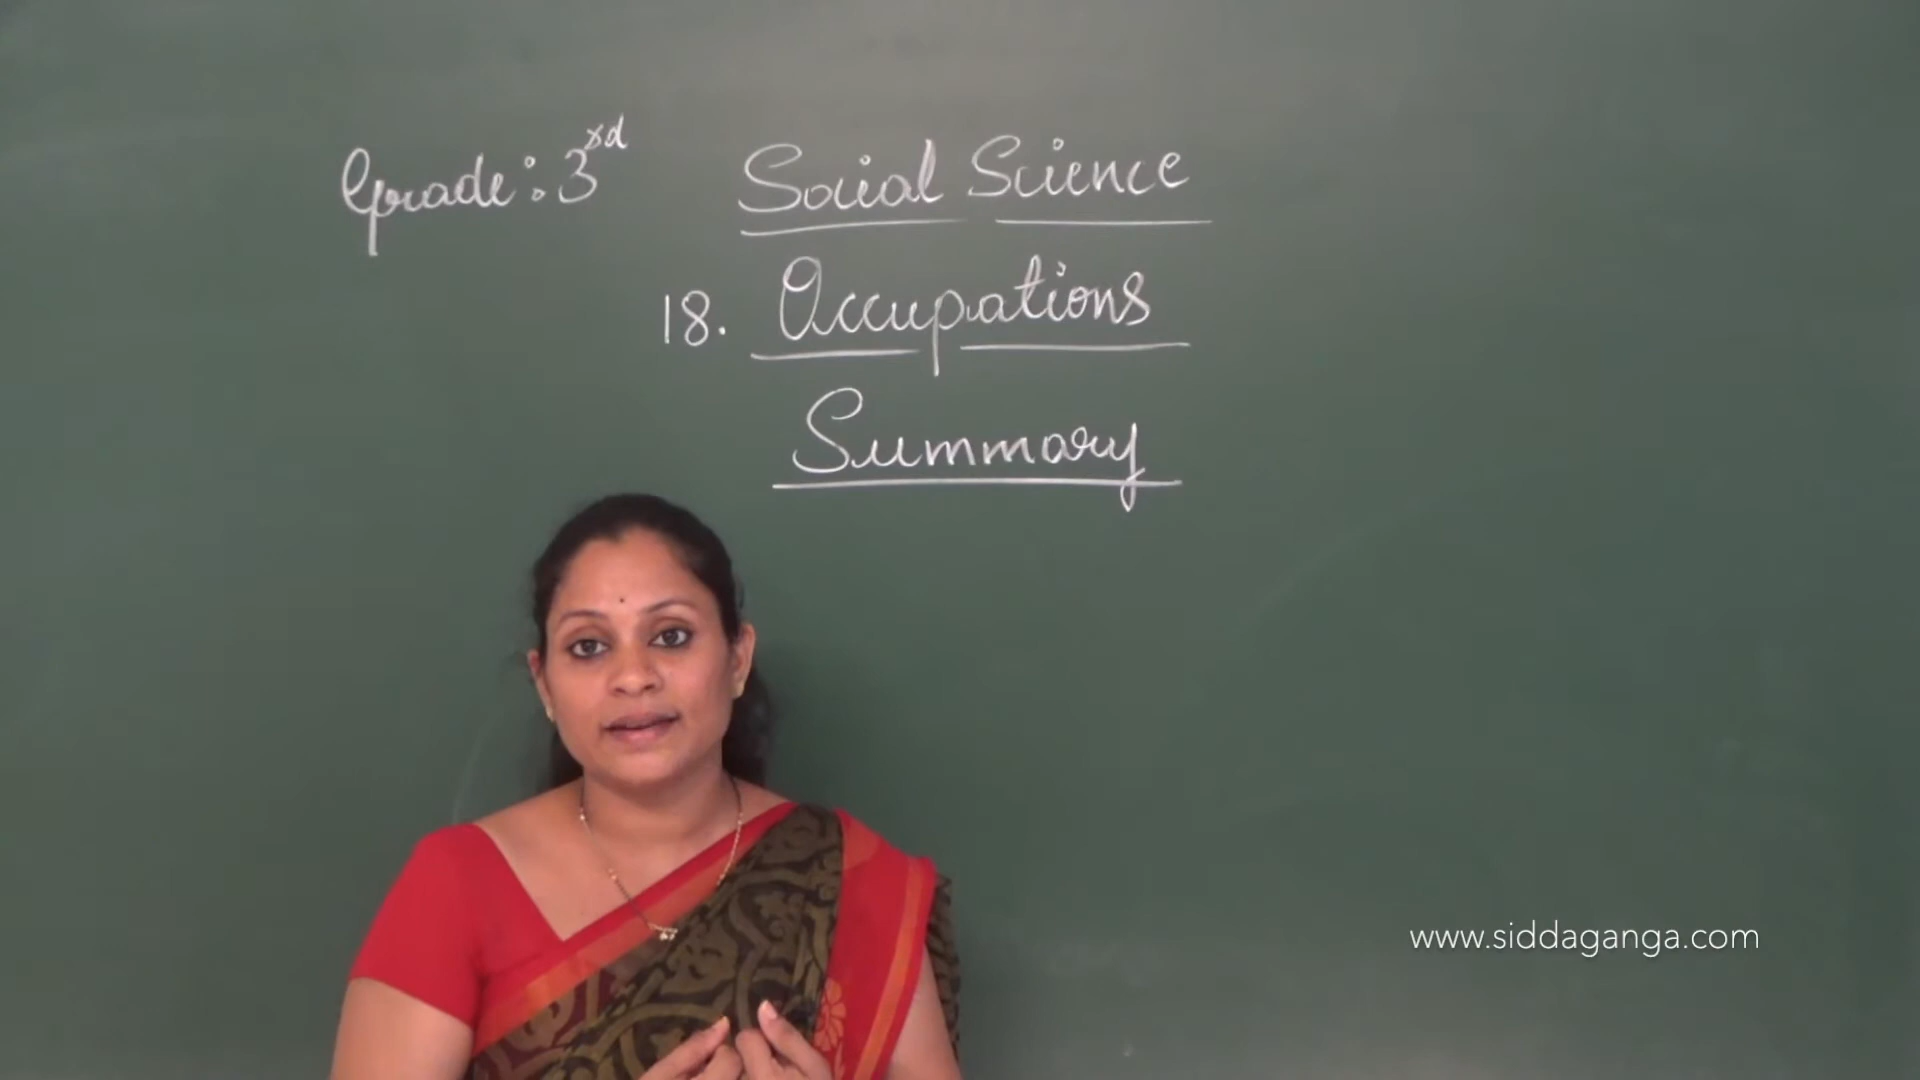 Grade: 3rd
Social Science
18. Occupations
Summary
www.siddaganga.com